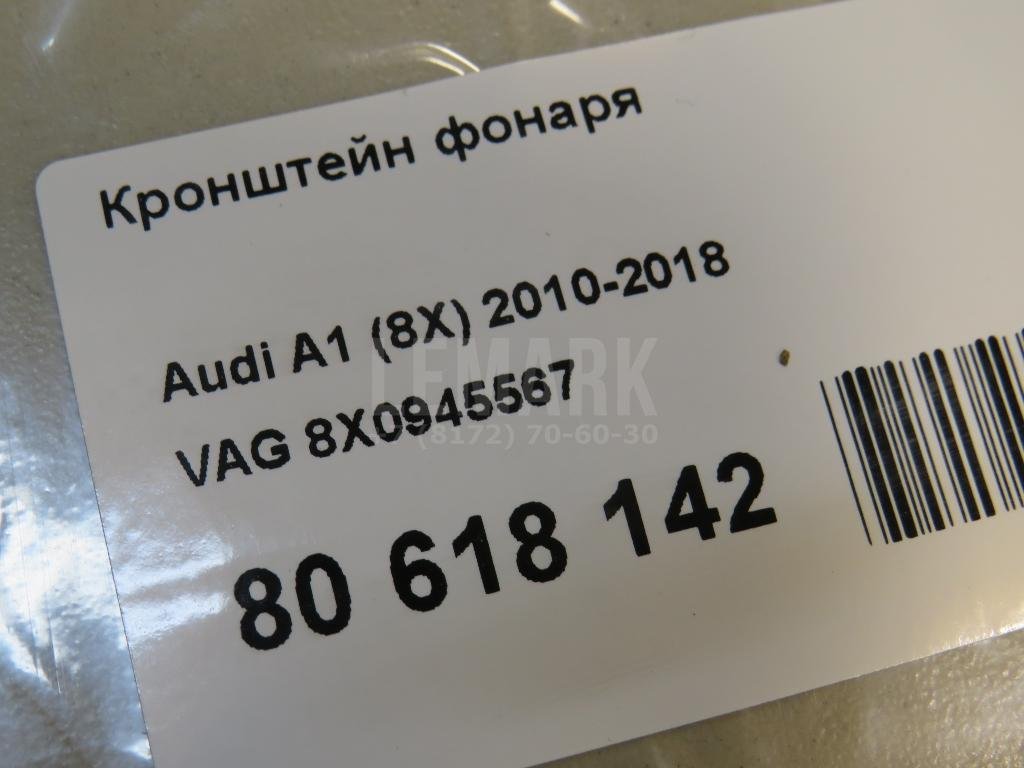 Кронштейн фонаря
Audi A1 (8X) 2010-2018
VAG 8X0945567
LEMARK
(8172) 70-60-30
80 618 142